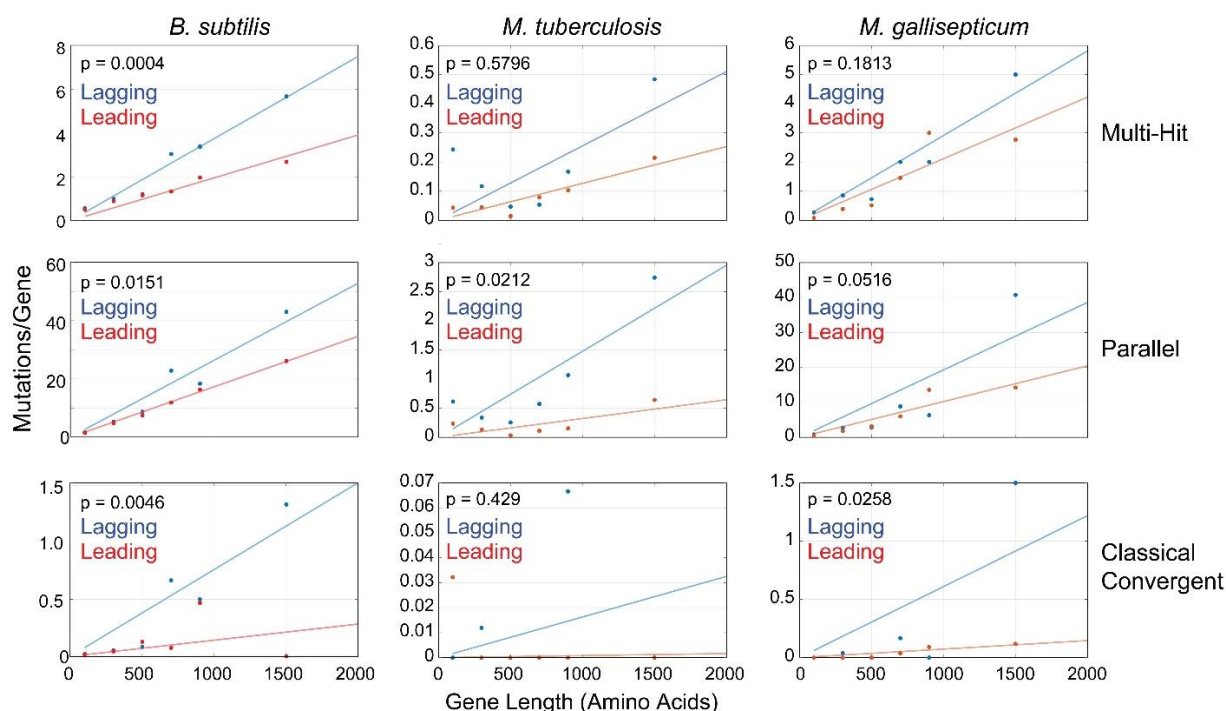 B. subtilis
M. tuberculosis
M. gallisepticum
8
6
4
2
0
p = 0.0004
Lagging
Leading
0.6
0.5
0.4
0.3
0.2
0.1
0
p = 0.5796
Lagging
Leading
6
5
4
3
2
1
0
p = 0.1813
Lagging
Leading
Multi-Hit
Mutations/Gene
60
50
40
20
0
p = 0.0151
Lagging
Leading
3
2.5
2
1.5
1
0.5
0
p = 0.0212
Lagging
Leading
50
40
30
20
10
0
p = 0.0516
Lagging
Leading
Parallel
1.5
1
0.5
0
p = 0.0046
Lagging
Leading
0 500 1000 1500 2000
0.07
0.06
0.05
0.04
0.03
0.02
0.01
0
p = 0.429
Lagging
Leading
0 500 1000 1500 2000
1.5
1
0.5
0
p = 0.0258
Lagging
Leading
0 500 1000 1500 2000
Classical
Convergent
Gene Length (Amino Acids)